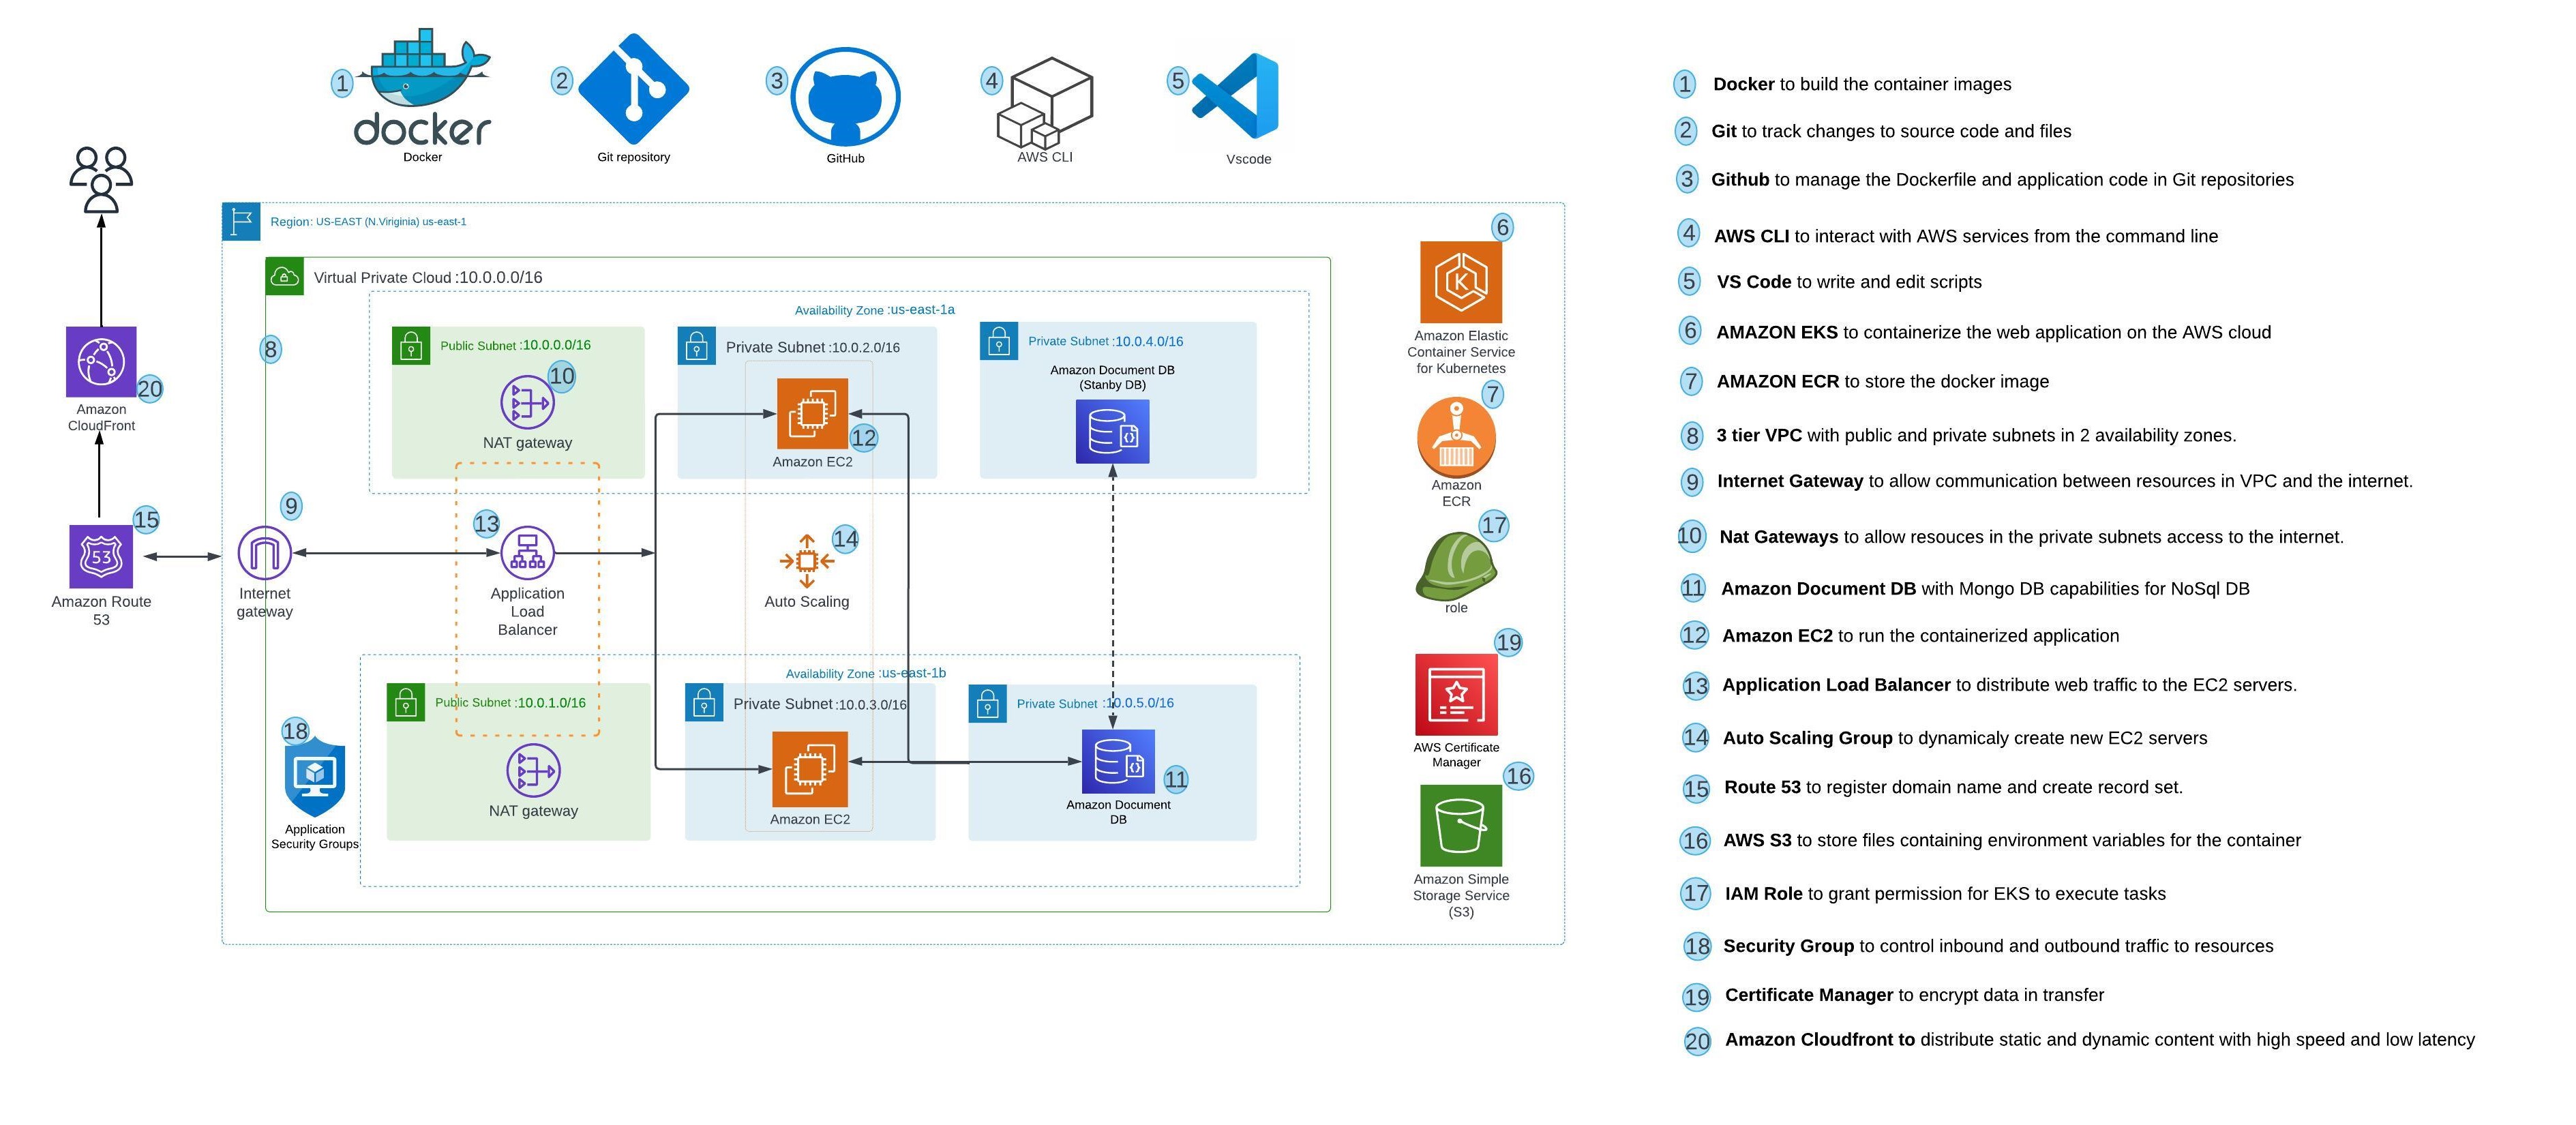 1
docker
Docker
2
Git repository
3
GitHub
4
AWS CLI
5
Vscode
Region: US-EAST (N.Viriginia) us-east-1
Virtual Private Cloud :10.0.0.0/16
8
Availability Zone :us-east-1a
Public Subnet :10.0.0.0/16
10
NAT gateway
Private Subnet :10.0.2.0/16
12
Amazon EC2
Private Subnet :10.0.4.0/16
Amazon Document DB
(Stanby DB)
20
Amazon
CloudFront
15
53
Amazon Route
53
9
Internet
gateway
13
Application
Load
Balancer
14
Auto Scaling
Availability Zone :us-east-1b
Public Subnet :10.0.1.0/16
NAT gateway
Private Subnet :10.0.3.0/16
Amazon EC2
Private Subnet :10.0.5.0/16
11
Amazon Document
DB
18
Application
Security Groups
6
K
Amazon Elastic
Container Service
for Kubernetes
7
Amazon
ECR
17
role
19
AWS Certificate
Manager
16
Amazon Simple
Storage Service
(S3)
1 Docker to build the container images
2 Git to track changes to source code and files
3 Github to manage the Dockerfile and application code in Git repositories
4 AWS CLI to interact with AWS services from the command line
5 VS Code to write and edit scripts
6 AMAZON EKS to containerize the web application on the AWS cloud
7 AMAZON ECR to store the docker image
8 3 tier VPC with public and private subnets in 2 availability zones.
9 Internet Gateway to allow communication between resources in VPC and the internet.
10 Nat Gateways to allow resouces in the private subnets access to the internet.
11 Amazon Document DB with Mongo DB capabilities for NoSql DB
12 Amazon EC2 to run the containerized application
13 Application Load Balancer to distribute web traffic to the EC2 servers.
14 Auto Scaling Group to dynamicaly create new EC2 servers
15 Route 53 to register domain name and create record set.
16 AWS S3 to store files containing environment variables for the container
17 IAM Role to grant permission for EKS to execute tasks
18 Security Group to control inbound and outbound traffic to resources
19 Certificate Manager to encrypt data in transfer
20 Amazon Cloudfront to distribute static and dynamic content with high speed and low latency